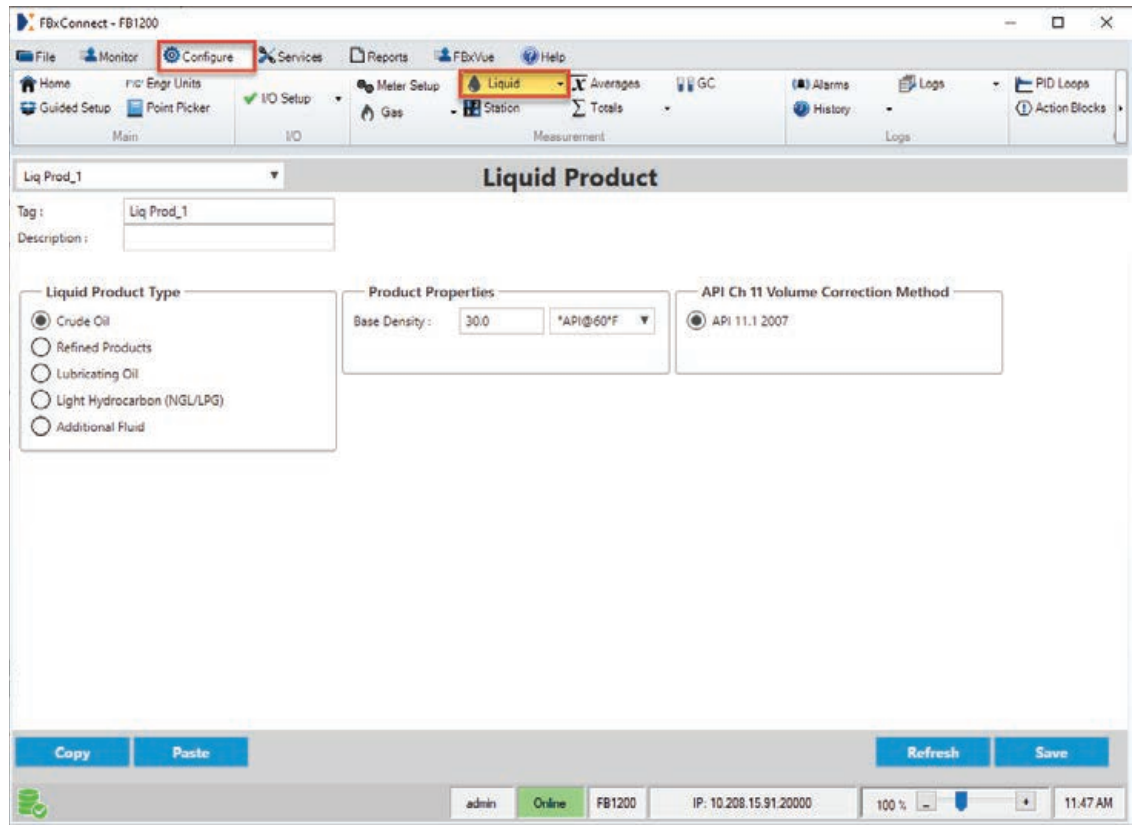 FBxConnect - FB1200
File Monitor Configure Services Reports FBxVue Help
Home Engr Units I/O Setup Meter Setup Liquid Averages GC Alarms Logs PID Loops
Guided Setup Point Picker Gas Station Totals History Action Blocks
Main I/O Measurement Logs
Liq Prod_1 Liquid Product
Tag : Liq Prod_1
Description :
Liquid Product Type Product Properties API Ch 11 Volume Correction Method
Crude Oil Base Density : 30.0 °API@60°F API 11.1 2007
Refined Products
Lubricating Oil
Light Hydrocarbon (NGL/LPG)
Additional Fluid
Copy Paste Refresh Save
admin Online FB1200 IP: 10.208.15.91.20000 100 % - + 11:47 AM